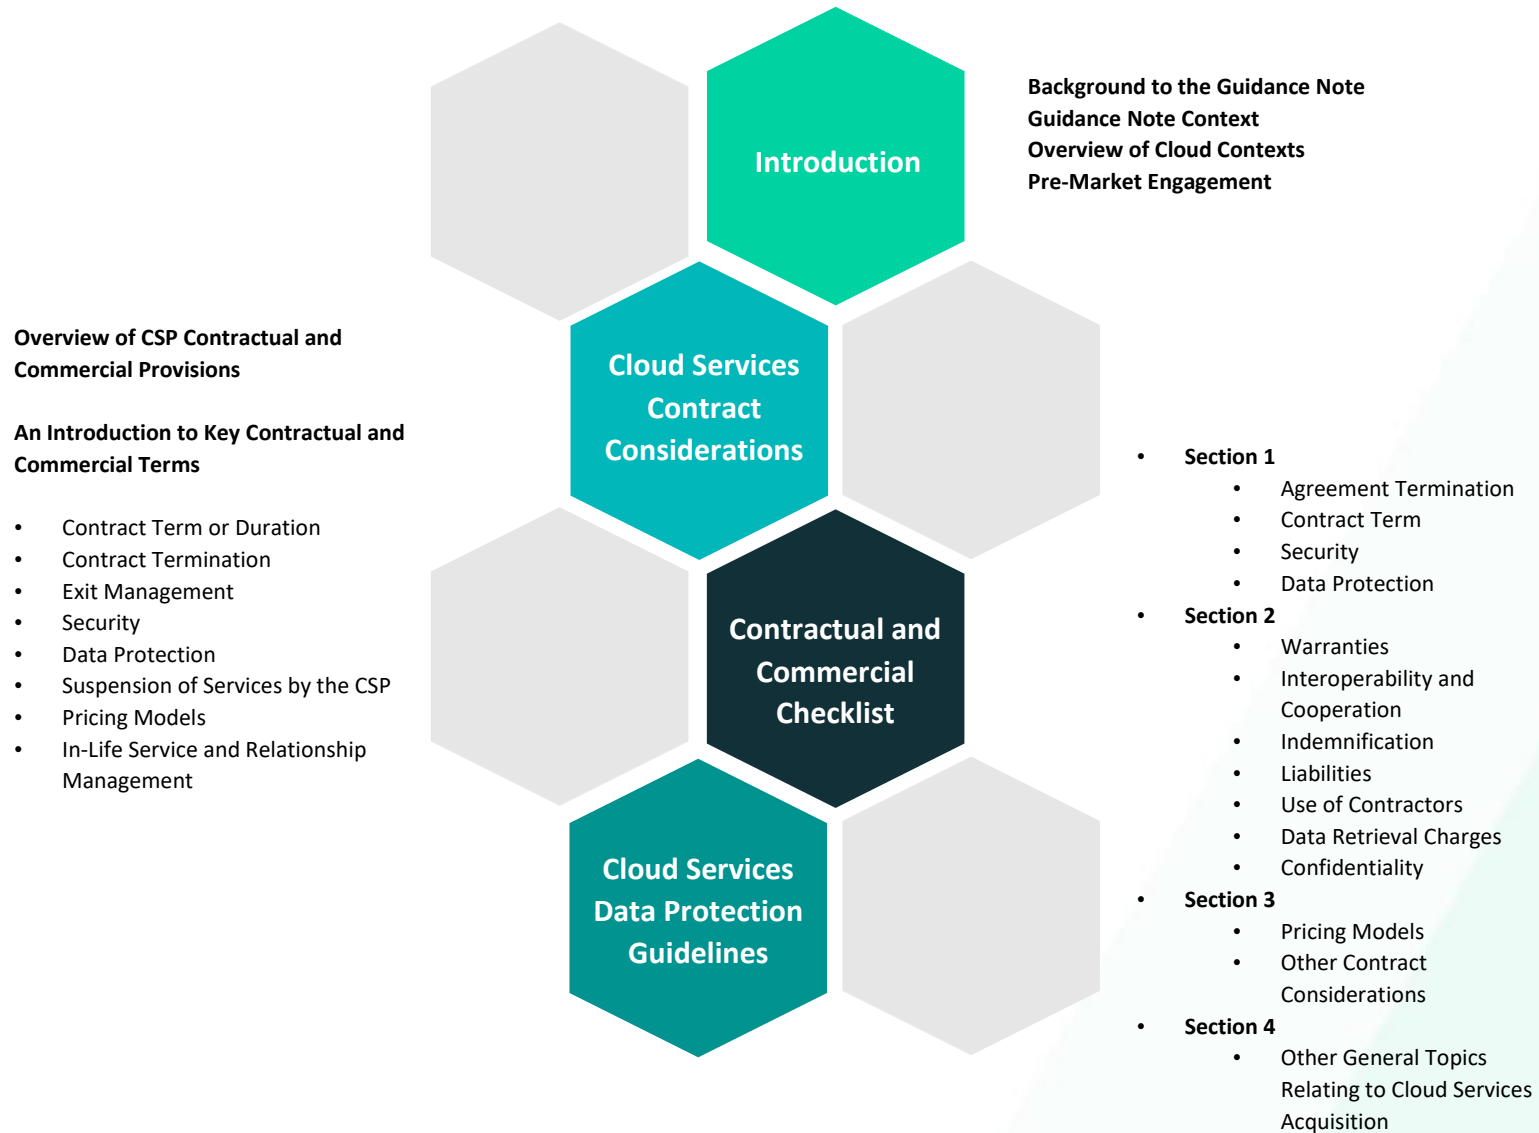 Introduction
Background to the Guidance Note
Guidance Note Context
Overview of Cloud Contexts
Pre-Market Engagement
Overview of CSP Contractual and
Commercial Provisions
An Introduction to Key Contractual and
Commercial Terms
• Contract Term or Duration
• Contract Termination
• Exit Management
• Security
• Data Protection
• Suspension of Services by the CSP
• Pricing Models
• In-Life Service and Relationship
Management
Cloud Services
Contract
Considerations
Contractual and
Commercial
Checklist
• Section 1
• Agreement Termination
• Contract Term
• Security
• Data Protection
• Section 2
• Warranties
• Interoperability and
Cooperation
• Indemnification
• Liabilities
• Use of Contractors
• Data Retrieval Charges
• Confidentiality
• Section 3
• Pricing Models
• Other Contract
Considerations
• Section 4
• Other General Topics
Relating to Cloud Services
Acquisition
Cloud Services
Data Protection
Guidelines